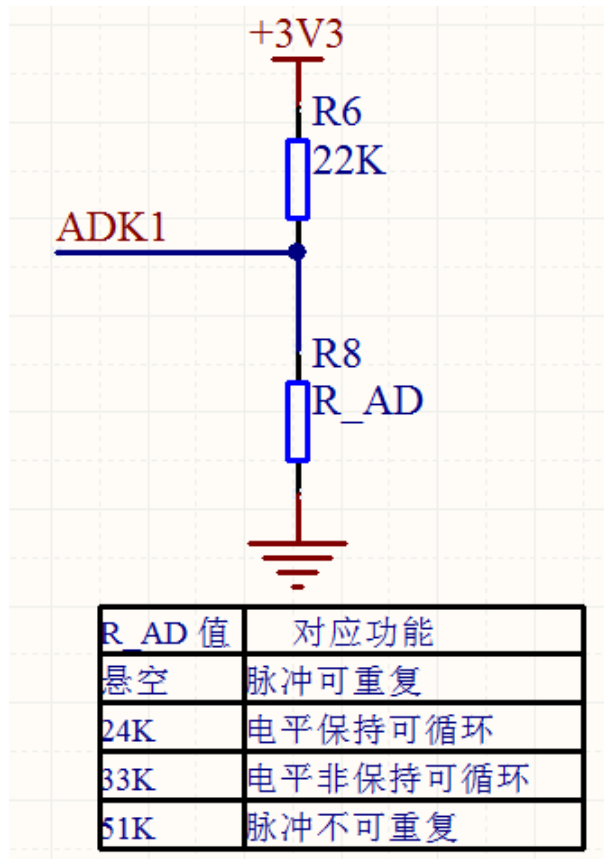 +3V3
R6
22K
ADK1
R8
R_AD
R_AD 值 对应功能
悬空 脉冲可重复
24K 电平保持可循环
33K 电平非保持可循环
51K 脉冲不可重复